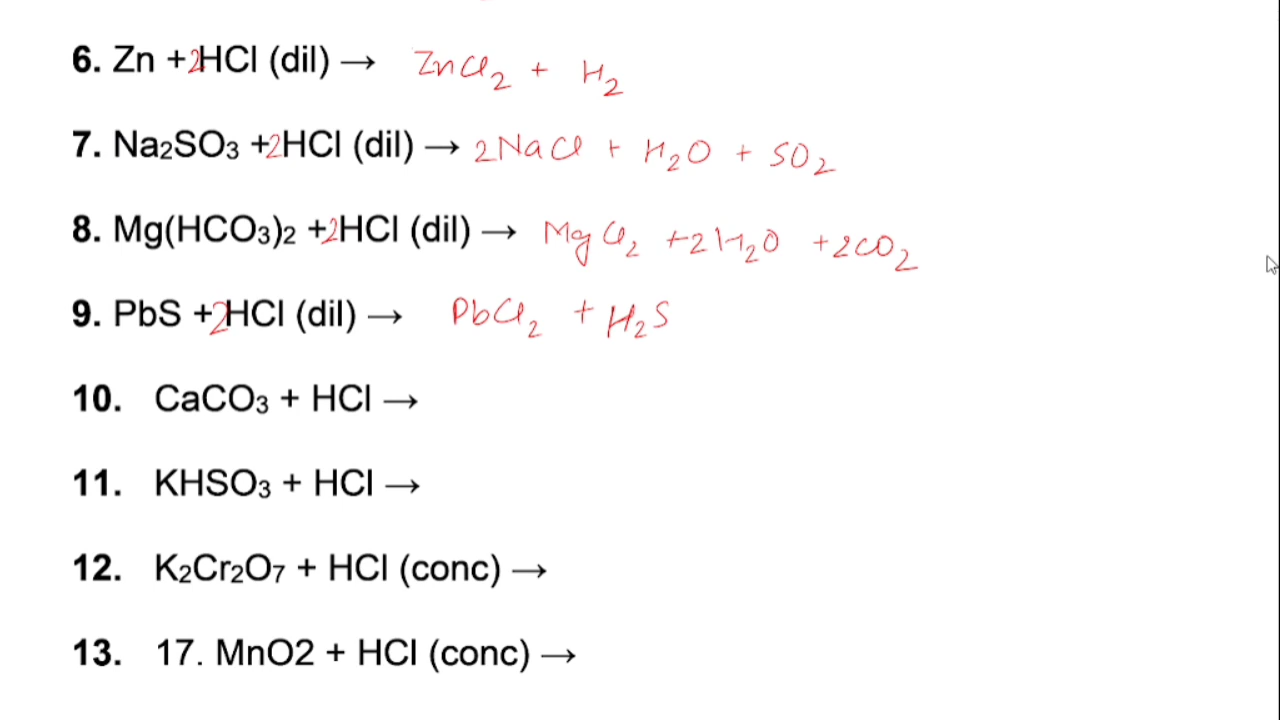 6. Zn +2HCl (dil) → ZnCl₂ + H₂
7. Na₂SO₃ +2HCl (dil) → 2NaCl + H₂O + SO₂
8. Mg(HCO₃)₂ +2HCl (dil) → MgCl₂ +2H₂O +2CO₂
9. PbS +2HCl (dil) → PbCl₂ + H₂S
10. CaCO₃ + HCl →
11. KHSO₃ + HCl →
12. K₂Cr₂O₇ + HCl (conc) →
13. 17. MnO2 + HCl (conc) →